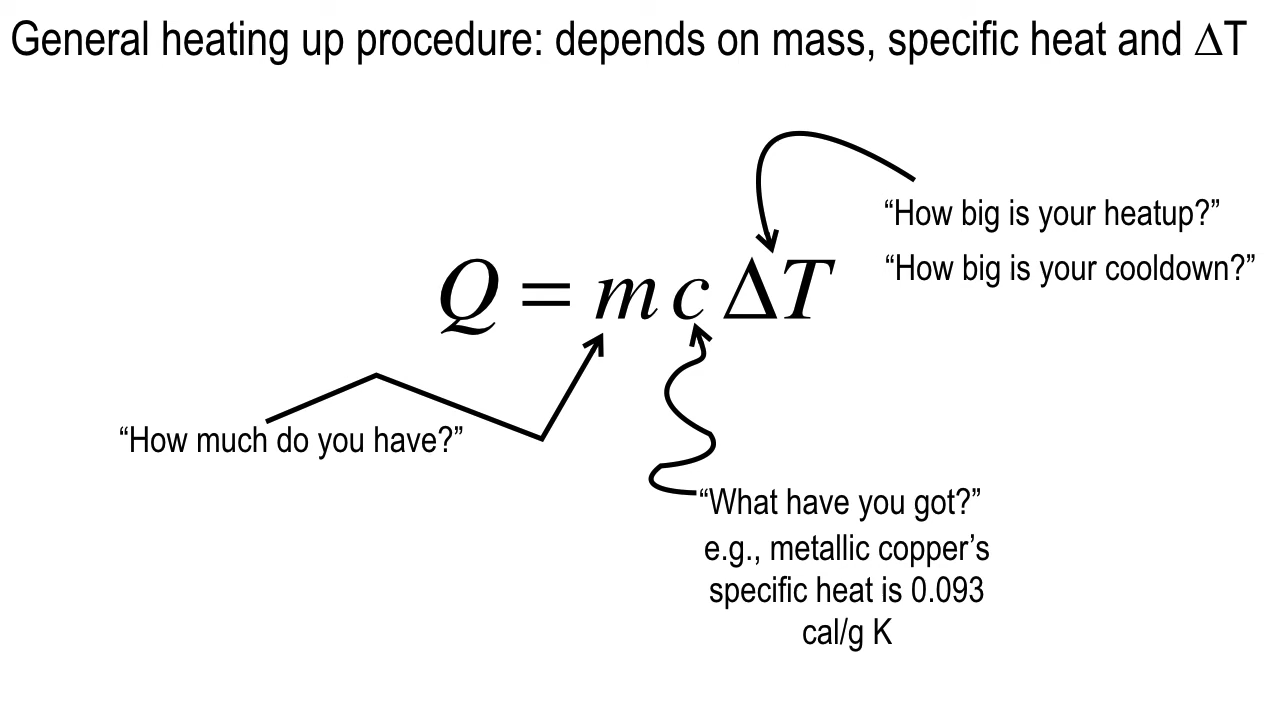 General heating up procedure: depends on mass, specific heat and ΔT
“How big is your heatup?”
“How big is your cooldown?”
Q = m c ΔT
“How much do you have?”
“What have you got?”
e.g., metallic copper’s
specific heat is 0.093
cal/g K